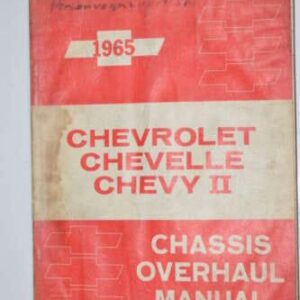 1965
CHEVROLET
CHEVELLE
CHEVY II
CHASSIS
OVERHAUL
MANUAL